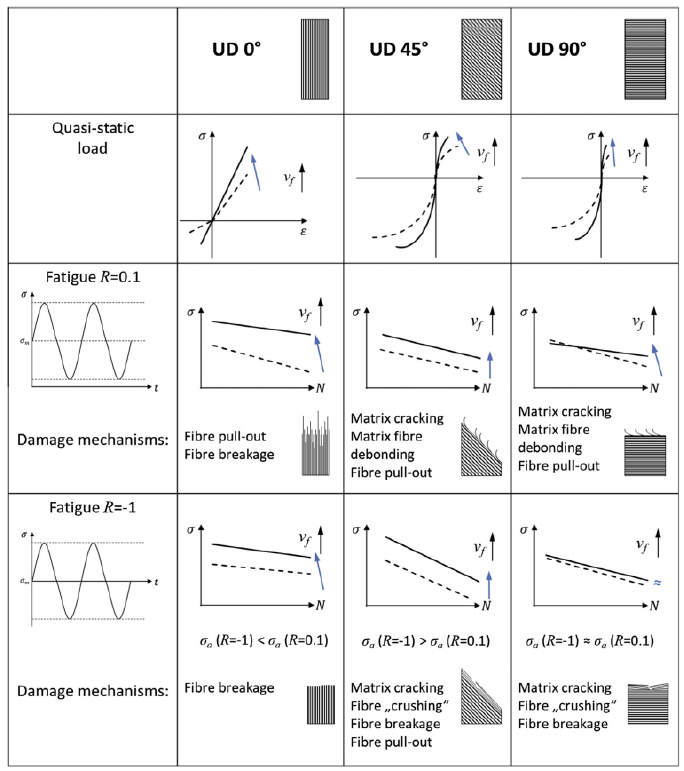 UD 0°
UD 45°
UD 90°
Quasi-static
load
σ
v_f
ε
σ
v_f
ε
σ
v_f
ε
Fatigue R=0.1
σ
σ_m
t
σ
v_f
N
σ
v_f
N
σ
v_f
N
Damage mechanisms:
Fibre pull-out
Fibre breakage
Matrix cracking
Matrix fibre
debonding
Fibre pull-out
Matrix cracking
Matrix fibre
debonding
Fibre pull-out
Fatigue R=-1
σ
σ_m
t
σ
v_f
N
σ_a (R=-1) < σ_a (R=0.1)
σ
v_f
N
σ_a (R=-1) > σ_a (R=0.1)
σ
v_f
≈
N
σ_a (R=-1) ≈ σ_a (R=0.1)
Damage mechanisms:
Fibre breakage
Matrix cracking
Fibre „crushing“
Fibre breakage
Fibre pull-out
Matrix cracking
Fibre „crushing“
Fibre breakage